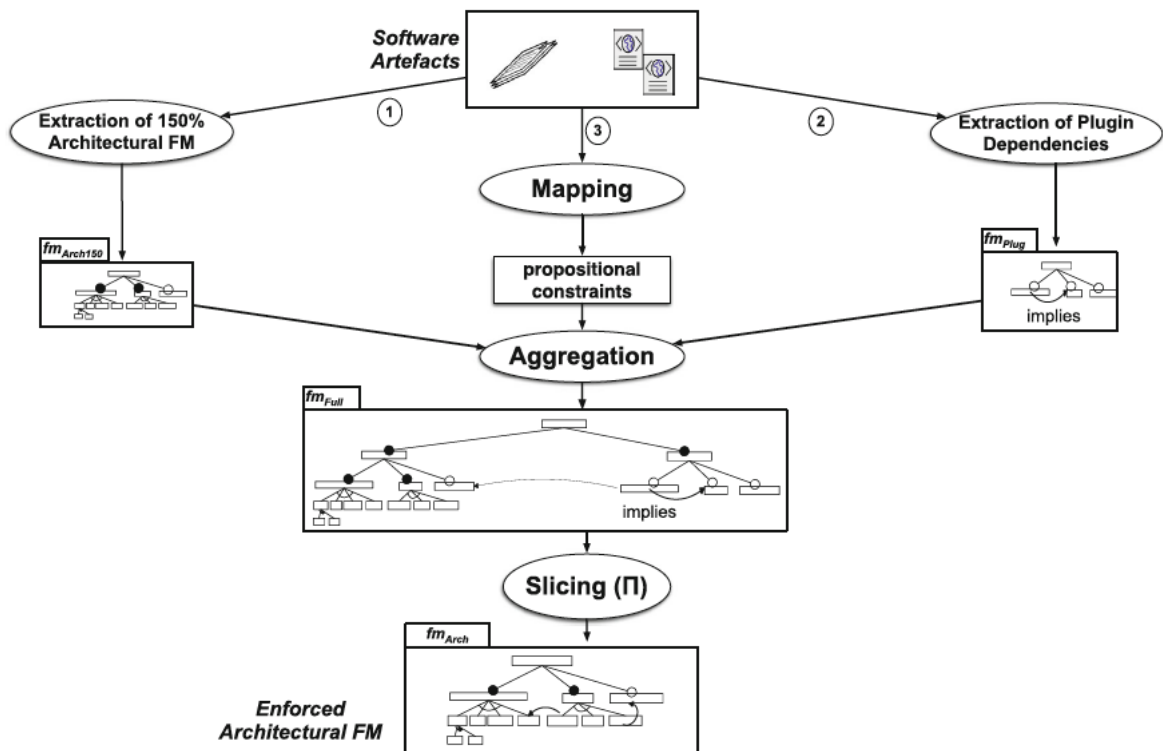 Software
Artefacts
1
3
2
Extraction of 150%
Architectural FM
Extraction of Plugin
Dependencies
Mapping
fmArch150
fmPlug
propositional
constraints
implies
Aggregation
fmFull
implies
Slicing (Π)
fmArch
Enforced
Architectural FM